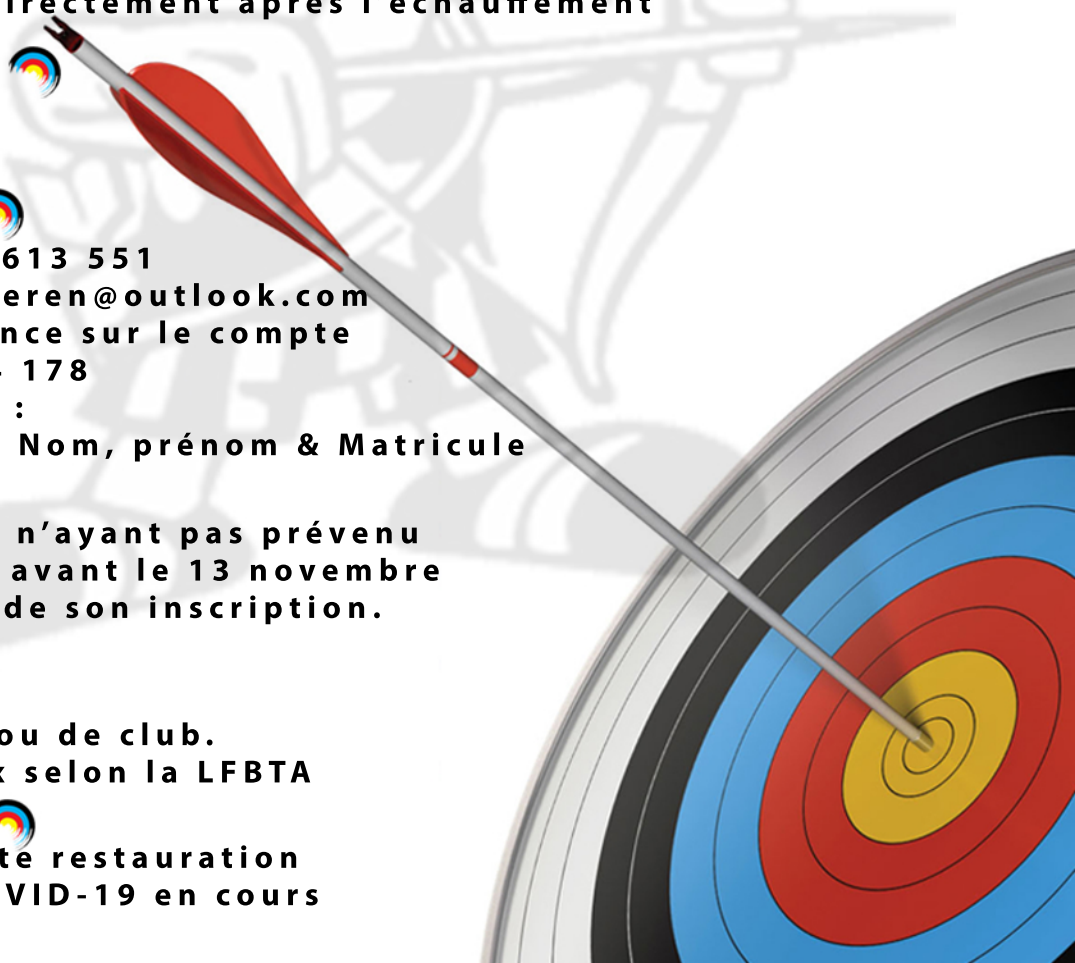 irectement après l'échauffement
613 551
eren@outlook.com
nce sur le compte
178
:
Nom, prénom & Matricule
n'ayant pas prévenu
avant le 13 novembre
de son inscription.
ou de club.
selon la LFBTA
te restauration
VID-19 en cours